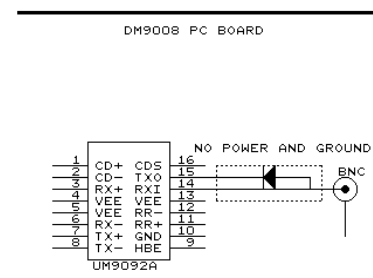 DM9008 PC BOARD
NO POWER AND GROUND
BNC
1 CD+ CDS 16
2 CD- TXO 15
3 RX+ RXI 14
4 VEE VEE 13
5 VEE RR- 12
6 RX- RR+ 11
7 TX+ GND 10
8 TX- HBE 9
UM9092A